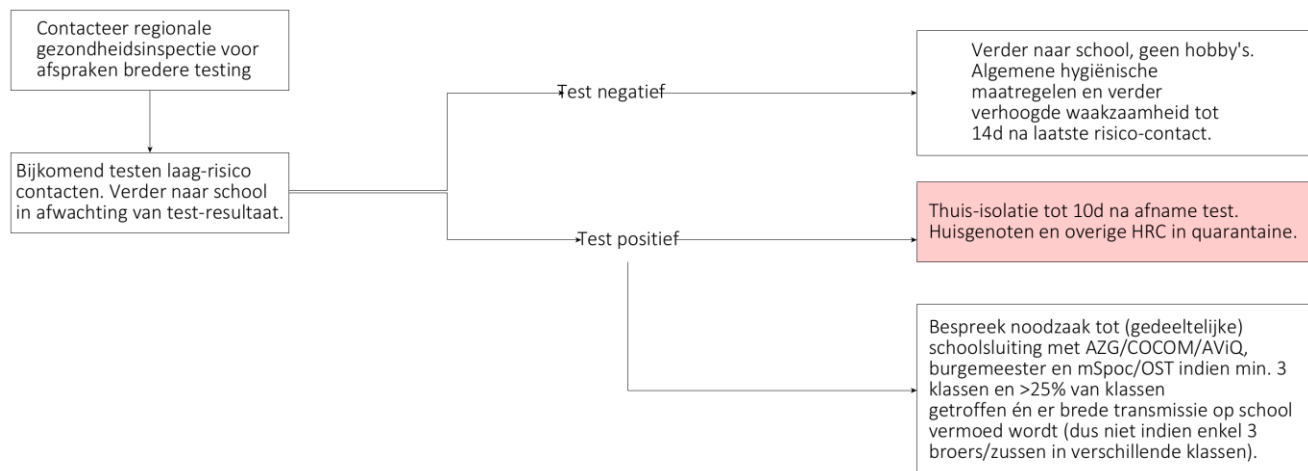 Contacteer regionale
gezondheidsinspectie voor
afspraken bredere testing
Bijkomend testen laag-risico
contacten. Verder naar school
in afwachting van test-resultaat.
Test negatief
Verder naar school, geen hobby's.
Algemene hygiënische
maatregelen en verder
verhoogde waakzaamheid tot
14d na laatste risico-contact.
Test positief
Thuis-isolatie tot 10d na afname test.
Huisgenoten en overige HRC in quarantaine.
Bespreek noodzaak tot (gedeeltelijke)
schoolsluiting met AZG/COCOM/AViQ,
burgemeester en mSpoc/OST indien min. 3
klassen en >25% van klassen
getroffen én er brede transmissie op school
vermoed wordt (dus niet indien enkel 3
broers/zussen in verschillende klassen).